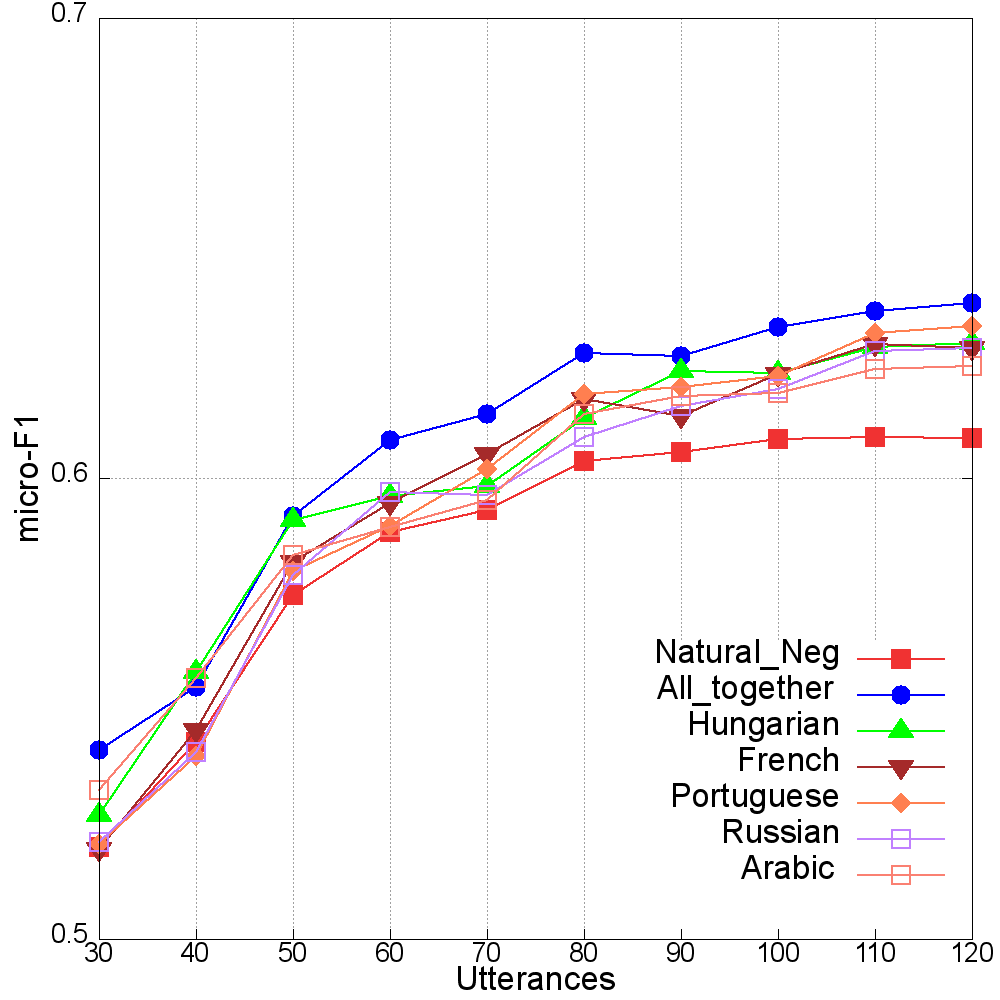 0.7
0.6
0.5
micro-F1
Natural_Neg
All_together
Hungarian
French
Portuguese
Russian
Arabic
30 40 50 60 70 80 90 100 110 120
Utterances